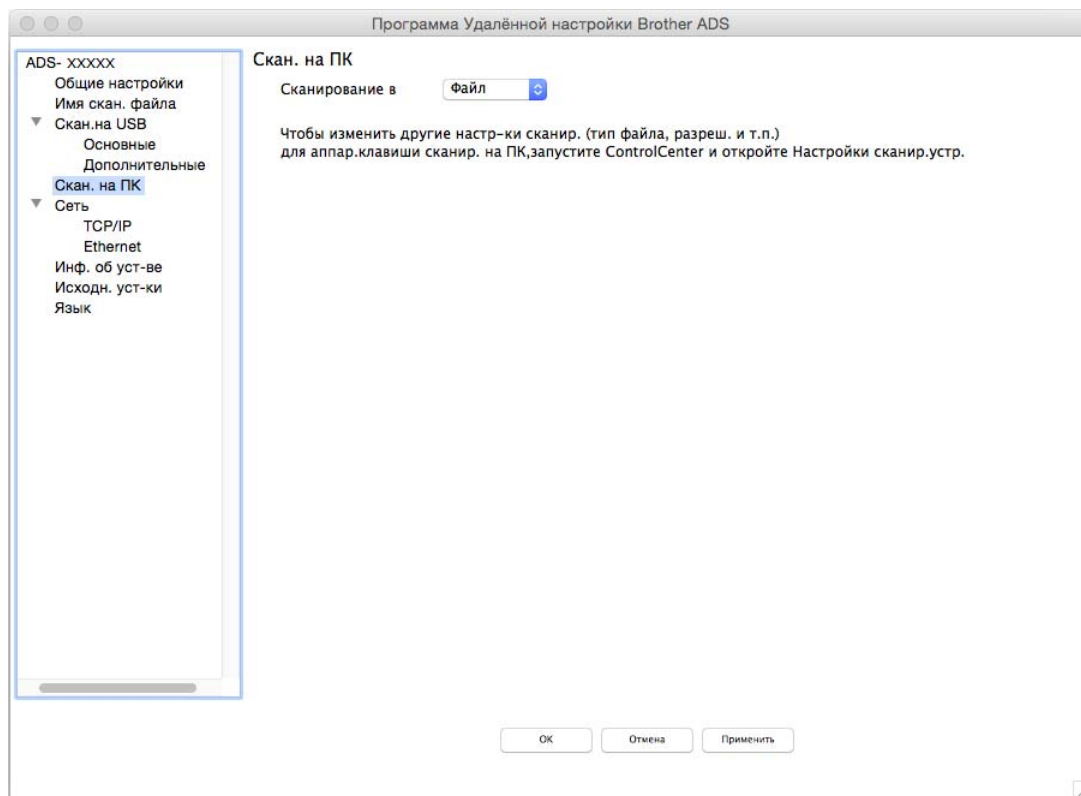 Программа Удалённой настройки Brother ADS
ADS- XXXXX
Общие настройки
Имя скан. файла
Скан.на USB
Основные
Дополнительные
Скан. на ПК
Сеть
TCP/IP
Ethernet
Инф. об уст-ве
Исходн. уст-ки
Язык
Скан. на ПК
Сканирование в Файл
Чтобы изменить другие настр-ки сканир. (тип файла, разреш. и т.п.)
для аппар.клавиши сканир. на ПК,запустите ControlCenter и откройте Настройки сканир.устр.
OK Отмена Применить